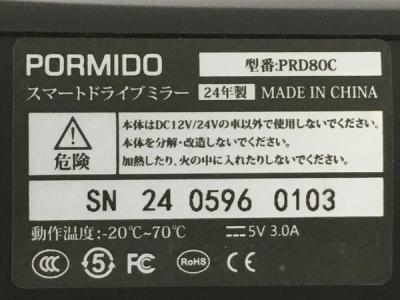 PORMIDO 型番:PRD80C
スマートドライブミラー 24年製 MADE IN CHINA
本体はDC12V/24Vの車以外で使用しないでください。
本体を分解・改造しないでください。
加熱したり、火の中に入れたりしないでください。
危険
SN 24 0596 0103
動作温度:-20℃~70℃ 5V 3.0A
CCC 5 FC RoHS CE